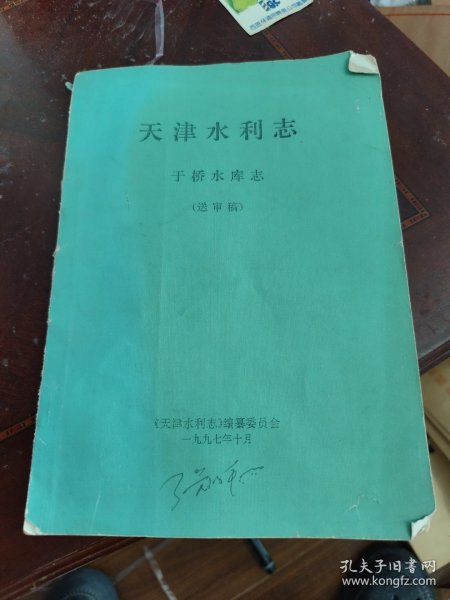 天津水利志
于桥水库志
（送审稿）
《天津水利志》编纂委员会
一九九七年十月
孔夫子旧书网
www.kongfz.com